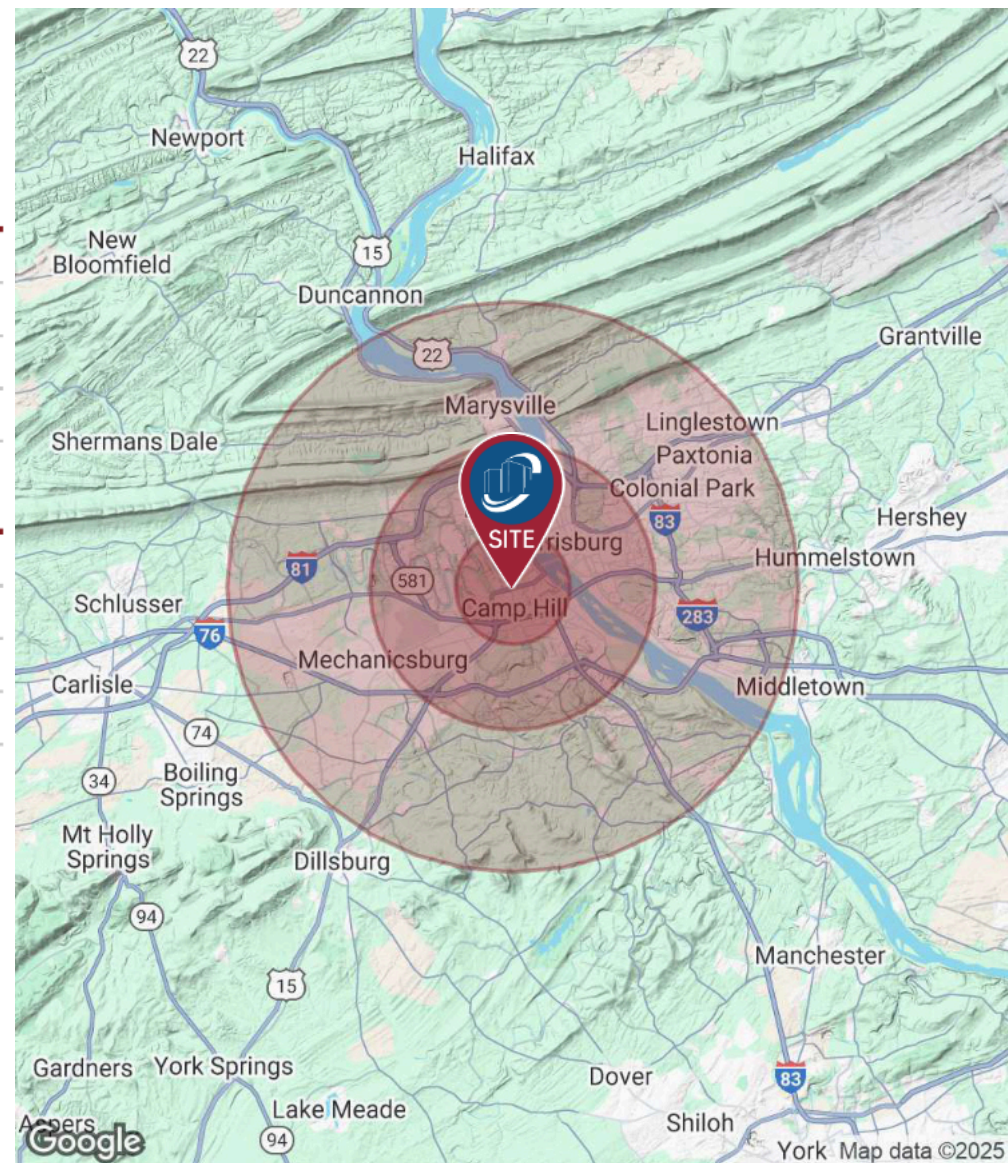 22
Newport
Halifax
New
Bloomfield
15
Duncannon
Grantville
22
Marysville
Linglestown
Shermans Dale
Paxtonia
Colonial Park
83
Hershey
SITE
rrisburg
Hummelstown
81
581
Schlusser
Camp Hill
283
76
Mechanicsburg
Carlisle
Middletown
74
34
Boiling
Springs
Mt Holly
Springs
Dillsburg
94
Manchester
15
Gardners
York Springs
Dover
83
Lake Meade
Shiloh
Aspers
Google
94
York
Map data ©2025